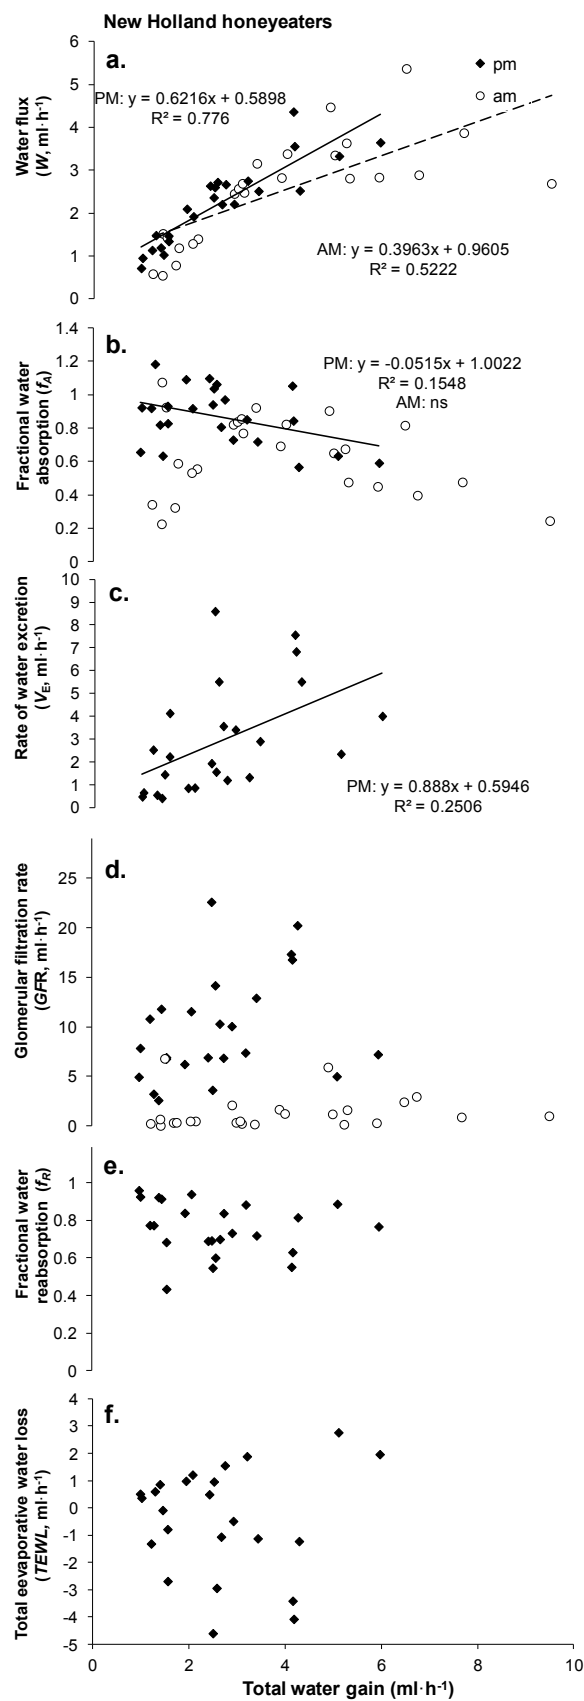 New Holland honeyeaters
a.
6
5
4
3
2
1
0
Water flux
(W, ml·h⁻¹)
pm
am
PM: y = 0.6216x + 0.5898
R² = 0.776
AM: y = 0.3963x + 0.9605
R² = 0.5222
b.
1.4
1.2
1
0.8
0.6
0.4
0.2
0
Fractional water
absorption (fA)
PM: y = -0.0515x + 1.0022
R² = 0.1548
AM: ns
c.
10
9
8
7
6
5
4
3
2
1
0
Rate of water excretion
(VE, ml·h⁻¹)
PM: y = 0.888x + 0.5946
R² = 0.2506
d.
25
20
15
10
5
0
Glomerular filtration rate
(GFR, ml·h⁻¹)
e.
1
0.8
0.6
0.4
0.2
0
Fractional water
reabsorption (fR)
f.
4
3
2
1
0
-1
-2
-3
-4
-5
Total eevaporative water loss
(TEWL, ml·h⁻¹)
0 2 4 6 8 10
Total water gain (ml·h⁻¹)